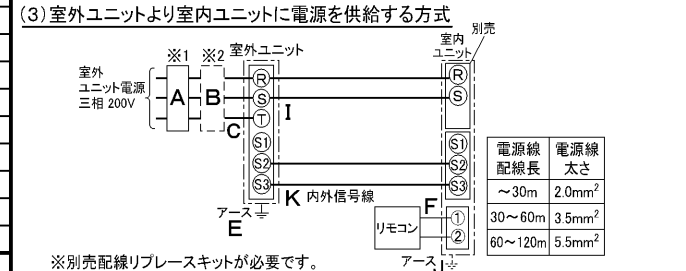 (3)室外ユニットより室内ユニットに電源を供給する方式
※1 ※2 室外ユニット
室内
ユニット
別売
室外
ユニット電源
三相 200V
A
B
C
R
S
T
S1
S2
S3
I
R
S
S1
S2
S3
K 内外信号線
アース
E
リモコン
F
①
②
アース
電源線
配線長
電源線
太さ
～30m 2.0mm²
30～60m 3.5mm²
60～120m 5.5mm²
※別売配線リプレースキットが必要です。